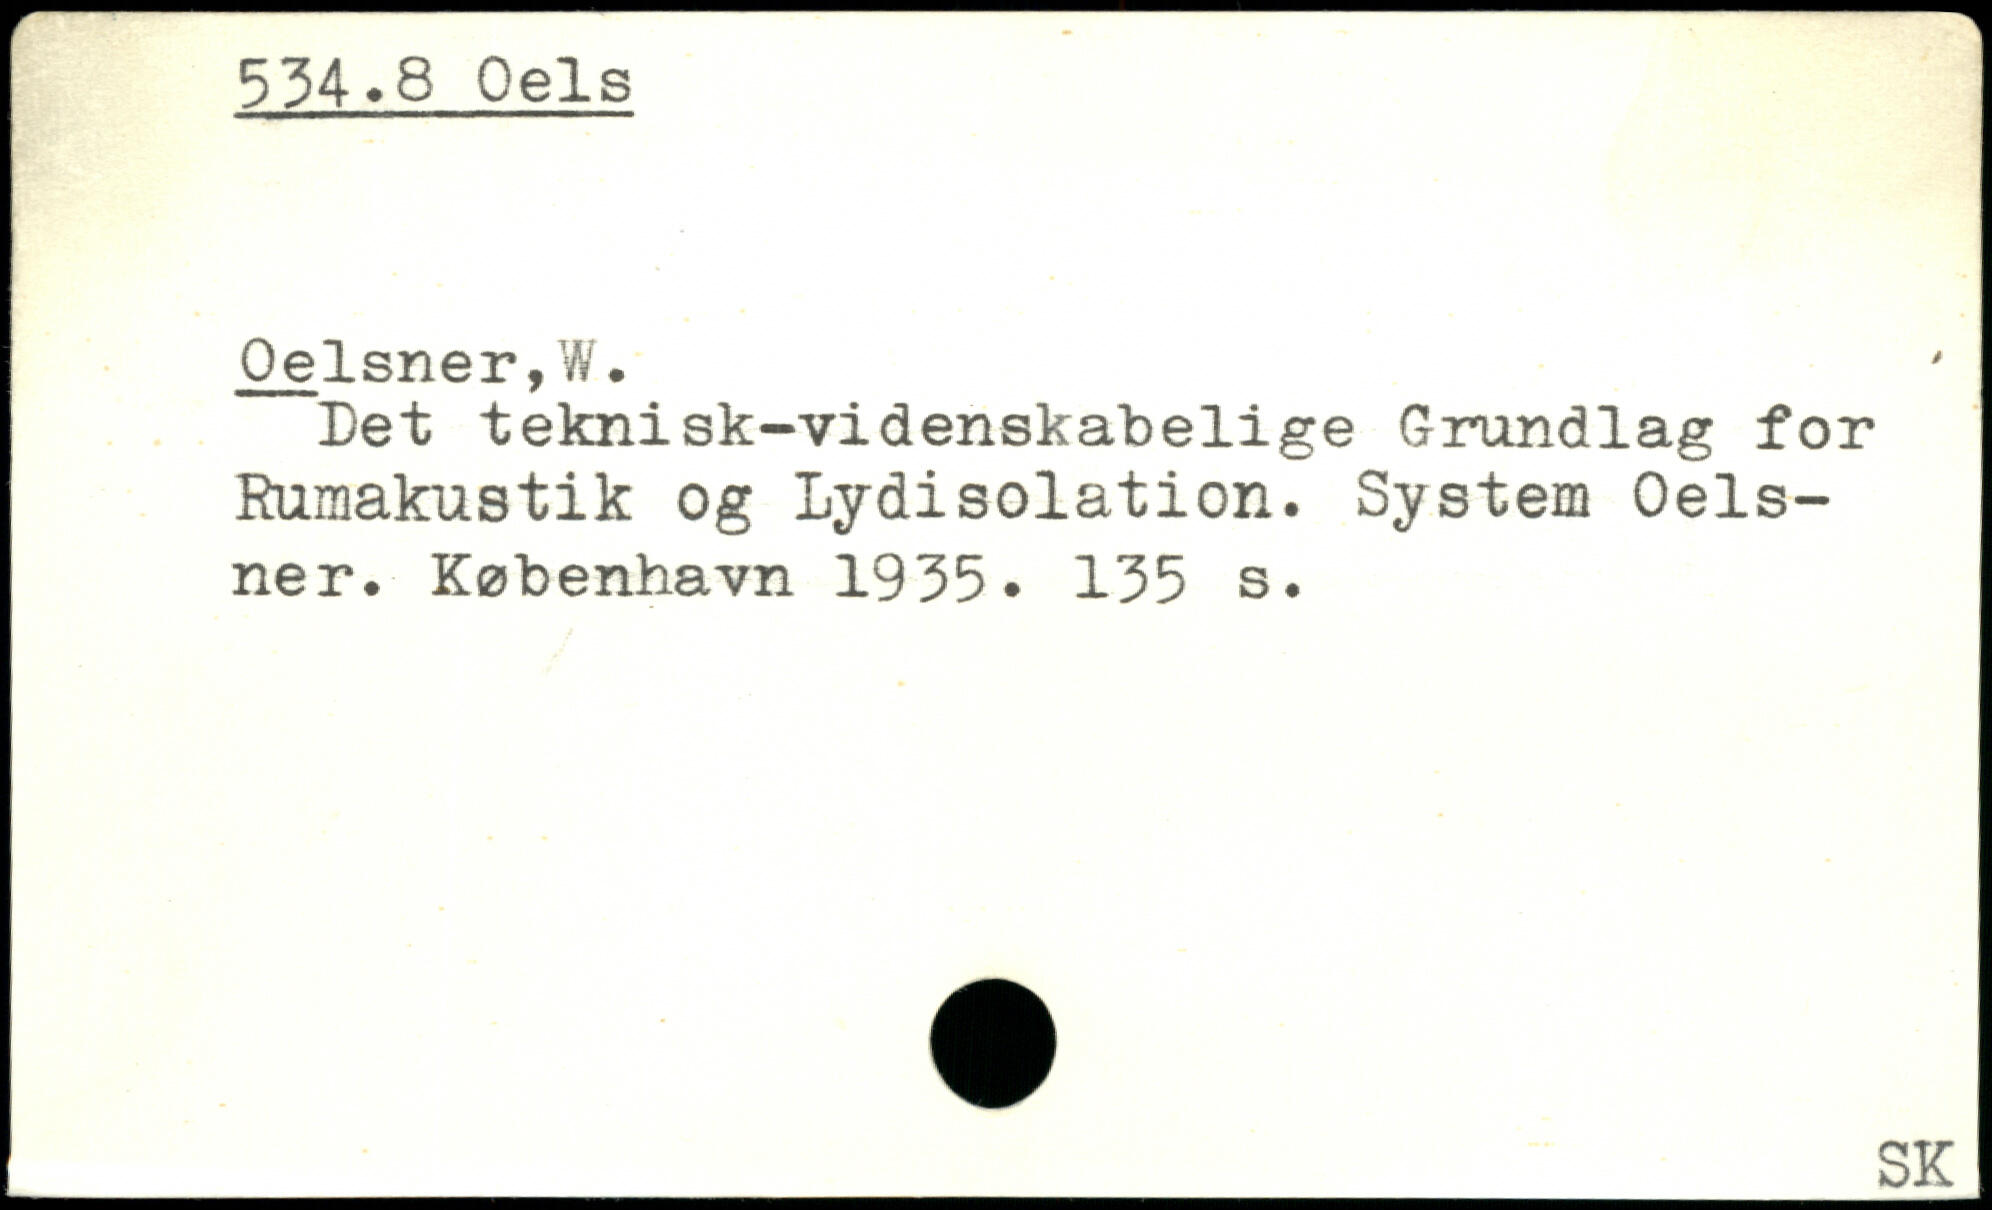 534.8 Oels
Oelsner,W.
Det teknisk-videnskabelige Grundlag for
Rumakustik og Lydisolation. System Oels-
ner. København 1935. 135 s.
SK